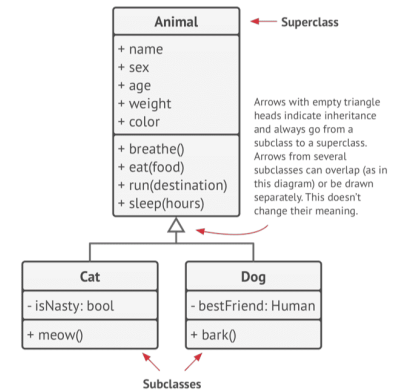 Animal
Superclass
+ name
+ sex
+ age
+ weight
+ color
+ breathe()
+ eat(food)
+ run(destination)
+ sleep(hours)
Arrows with empty triangle
heads indicate inheritance
and always go from a
subclass to a superclass.
Arrows from several
subclasses can overlap (as in
this diagram) or be drawn
separately. This doesn't
change their meaning.
Cat
- isNasty: bool
+ meow()
Dog
- bestFriend: Human
+ bark()
Subclasses